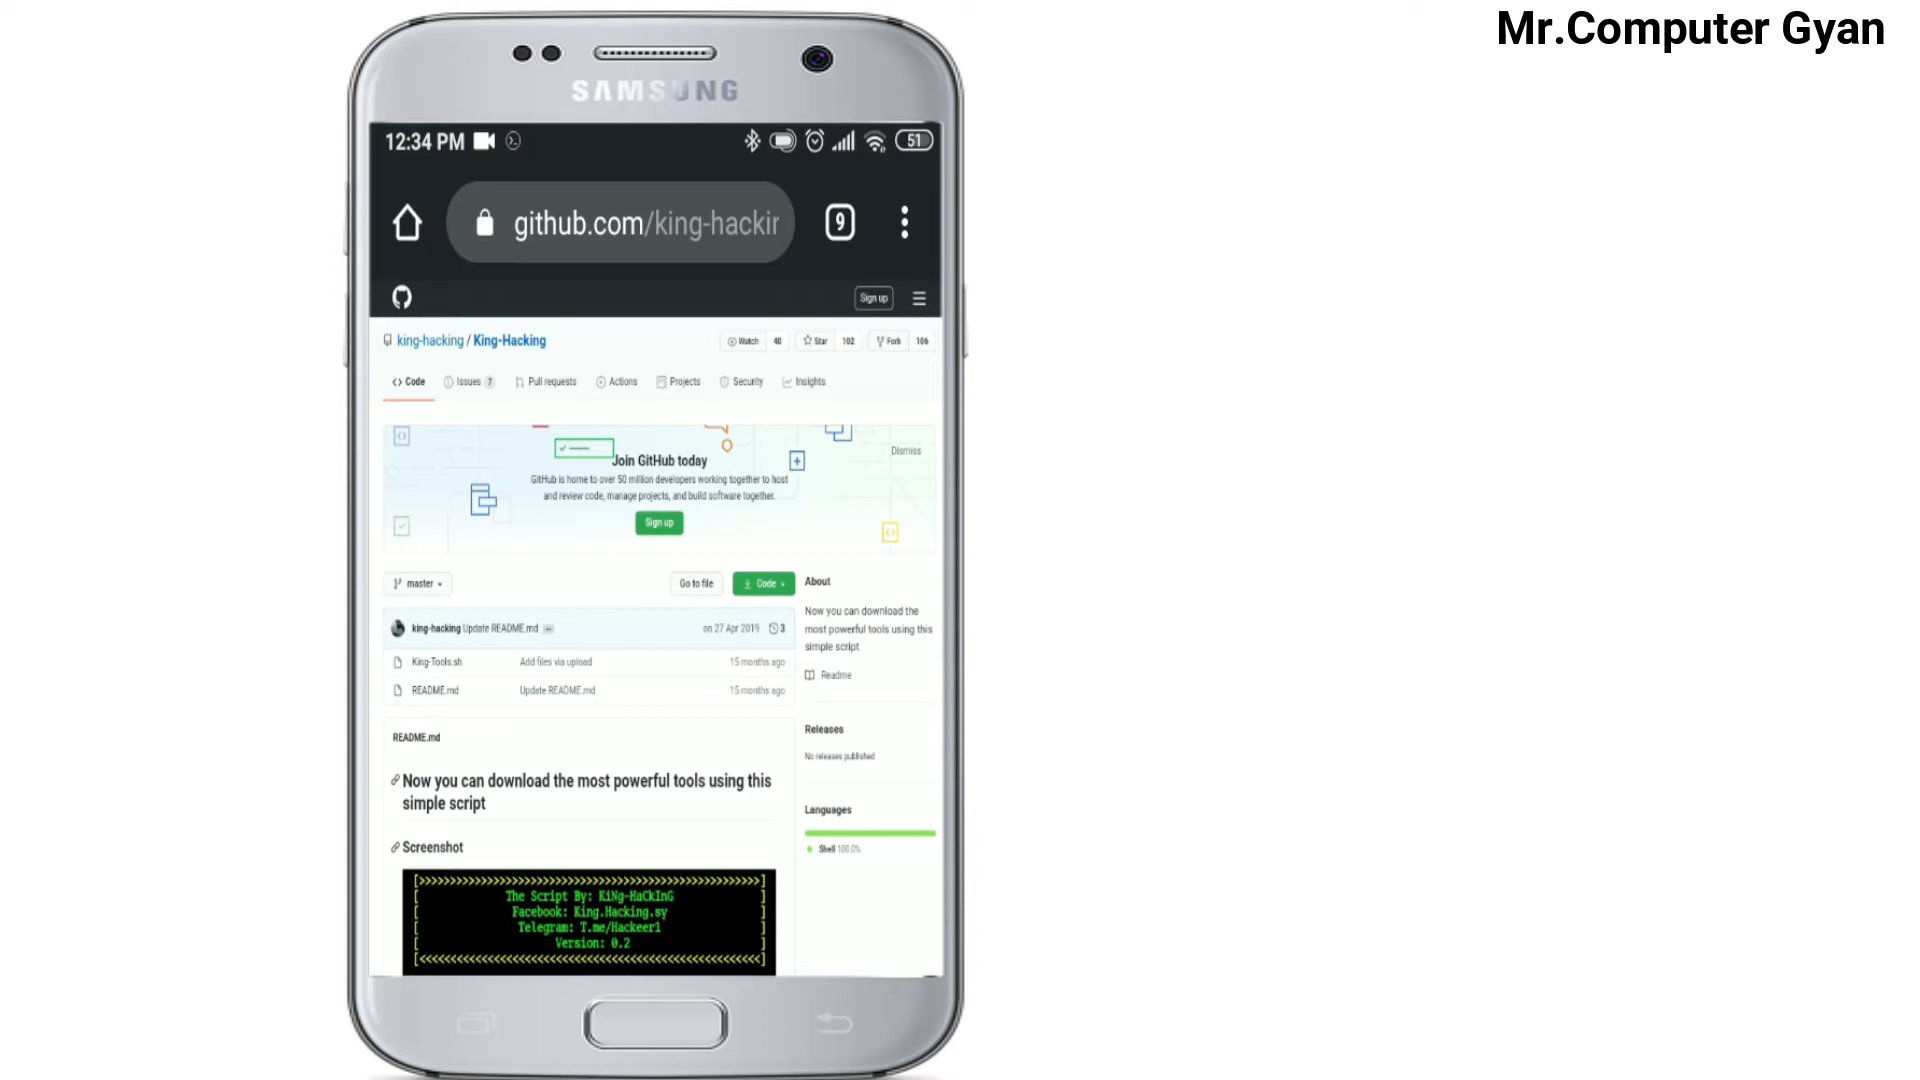 Mr.Computer Gyan
SAMSUNG
12:34 PM
51
github.com/king-hackir
9
Sign up
king-hacking / King-Hacking
Watch 40
Star 102
Fork 106
Code
Issues 7
Pull requests
Actions
Projects
Security
Insights
Dismiss
Join GitHub today
GitHub is home to over 50 million developers working together to host
and review code, manage projects, and build software together.
Sign up
master
Go to file
Code
king-hacking Update README.md
on 27 Apr 2019
3
King-Tools.sh Add files via upload 15 months ago
README.md Update README.md 15 months ago
About
Now you can download the
most powerful tools using this
simple script
Readme
Releases
No releases published
Languages
Shell 100.0%
README.md
Now you can download the most powerful tools using this
simple script
Screenshot
[>>>>>>>>>>>>>>>>>>>>>>>>>>>>>>>>>>>>>>>>>>>>>>>>>>>>>>]
[ The Script By: KiNg-HaCkInG ]
[ Facebook: King.Hacking.sy ]
[ Telegram: T.me/Hackeer1 ]
[ Version: 0.2 ]
[<<<<<<<<<<<<<<<<<<<<<<<<<<<<<<<<<<<<<<<<<<<<<<<<<<<<<<]